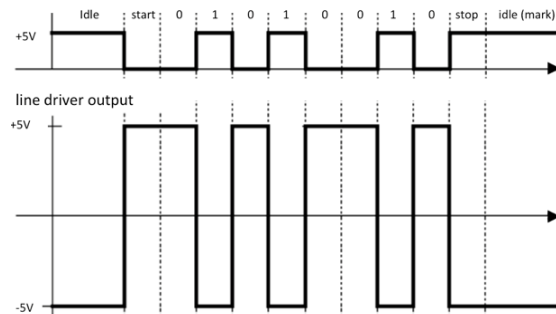 Idle start 0 1 0 1 0 0 1 0 stop idle (mark)
+5V
line driver output
+5V
-5V